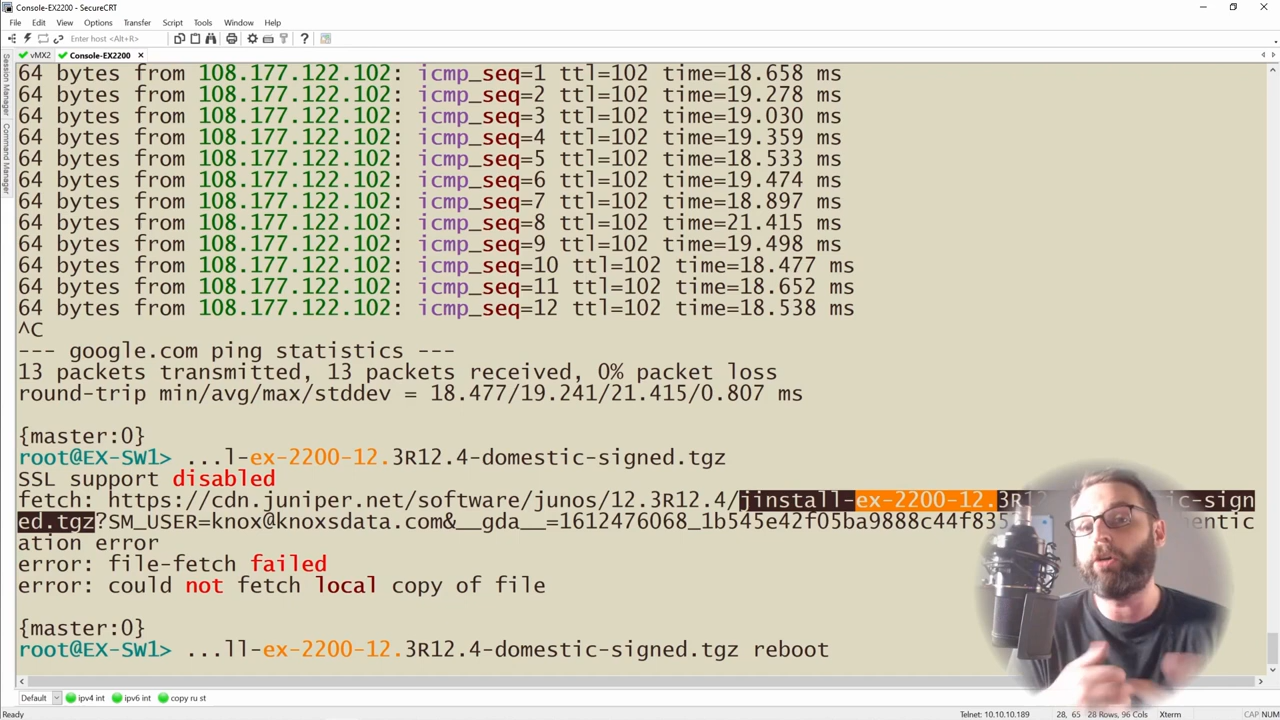 Console-EX2200 - SecureCRT
File Edit View Options Transfer Script Tools Window Help
Enter host <Alt+R>
vMX2 Console-EX2200
Session Manager
Command Manager
64 bytes from 108.177.122.102: icmp_seq=1 ttl=102 time=18.658 ms
64 bytes from 108.177.122.102: icmp_seq=2 ttl=102 time=19.278 ms
64 bytes from 108.177.122.102: icmp_seq=3 ttl=102 time=19.030 ms
64 bytes from 108.177.122.102: icmp_seq=4 ttl=102 time=19.359 ms
64 bytes from 108.177.122.102: icmp_seq=5 ttl=102 time=18.533 ms
64 bytes from 108.177.122.102: icmp_seq=6 ttl=102 time=19.474 ms
64 bytes from 108.177.122.102: icmp_seq=7 ttl=102 time=18.897 ms
64 bytes from 108.177.122.102: icmp_seq=8 ttl=102 time=21.415 ms
64 bytes from 108.177.122.102: icmp_seq=9 ttl=102 time=19.498 ms
64 bytes from 108.177.122.102: icmp_seq=10 ttl=102 time=18.477 ms
64 bytes from 108.177.122.102: icmp_seq=11 ttl=102 time=18.652 ms
64 bytes from 108.177.122.102: icmp_seq=12 ttl=102 time=18.538 ms
^C
--- google.com ping statistics ---
13 packets transmitted, 13 packets received, 0% packet loss
round-trip min/avg/max/stddev = 18.477/19.241/21.415/0.807 ms
{master:0}
root@EX-SW1> ...l-ex-2200-12.3R12.4-domestic-signed.tgz
SSL support disabled
fetch: https://cdn.juniper.net/software/junos/12.3R12.4/jinstall-ex-2200-12.3R1 ic-sign
ed.tgz?SM_USER=knox@knoxsdata.com&__gda__=1612476068_1b545e42f05ba9888c44f835 hentic
ation error
error: file-fetch failed
error: could not fetch local copy of file
{master:0}
root@EX-SW1> ...ll-ex-2200-12.3R12.4-domestic-signed.tgz reboot
Default ipv4 int ipv6 int copy ru st
Ready Telnet: 10.10.10.189 28, 65 28 Rows, 96 Cols Xterm CAP NUM